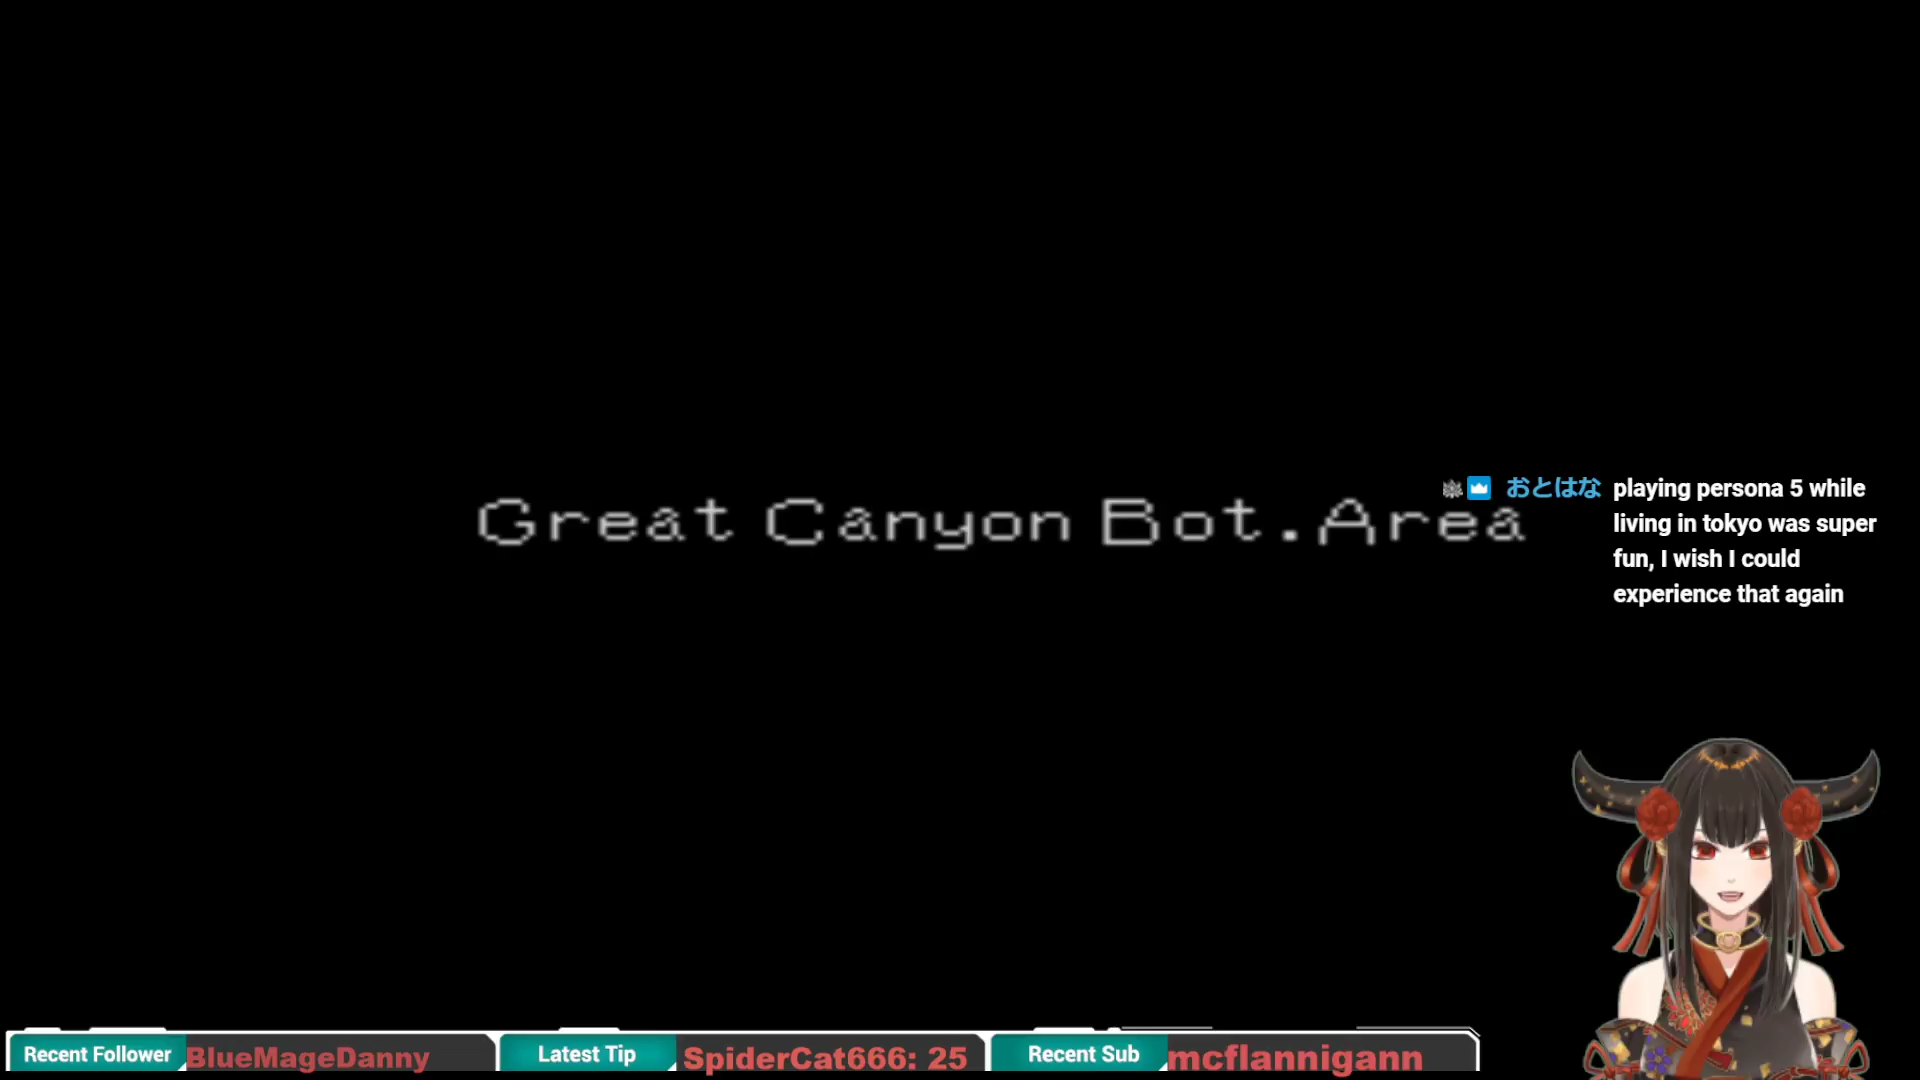 Great Canyon Bot.Area
おとはな playing persona 5 while
living in tokyo was super
fun, I wish I could
experience that again
Recent Follower BlueMageDanny Latest Tip SpiderCat666: 25 Recent Sub mcflannigann